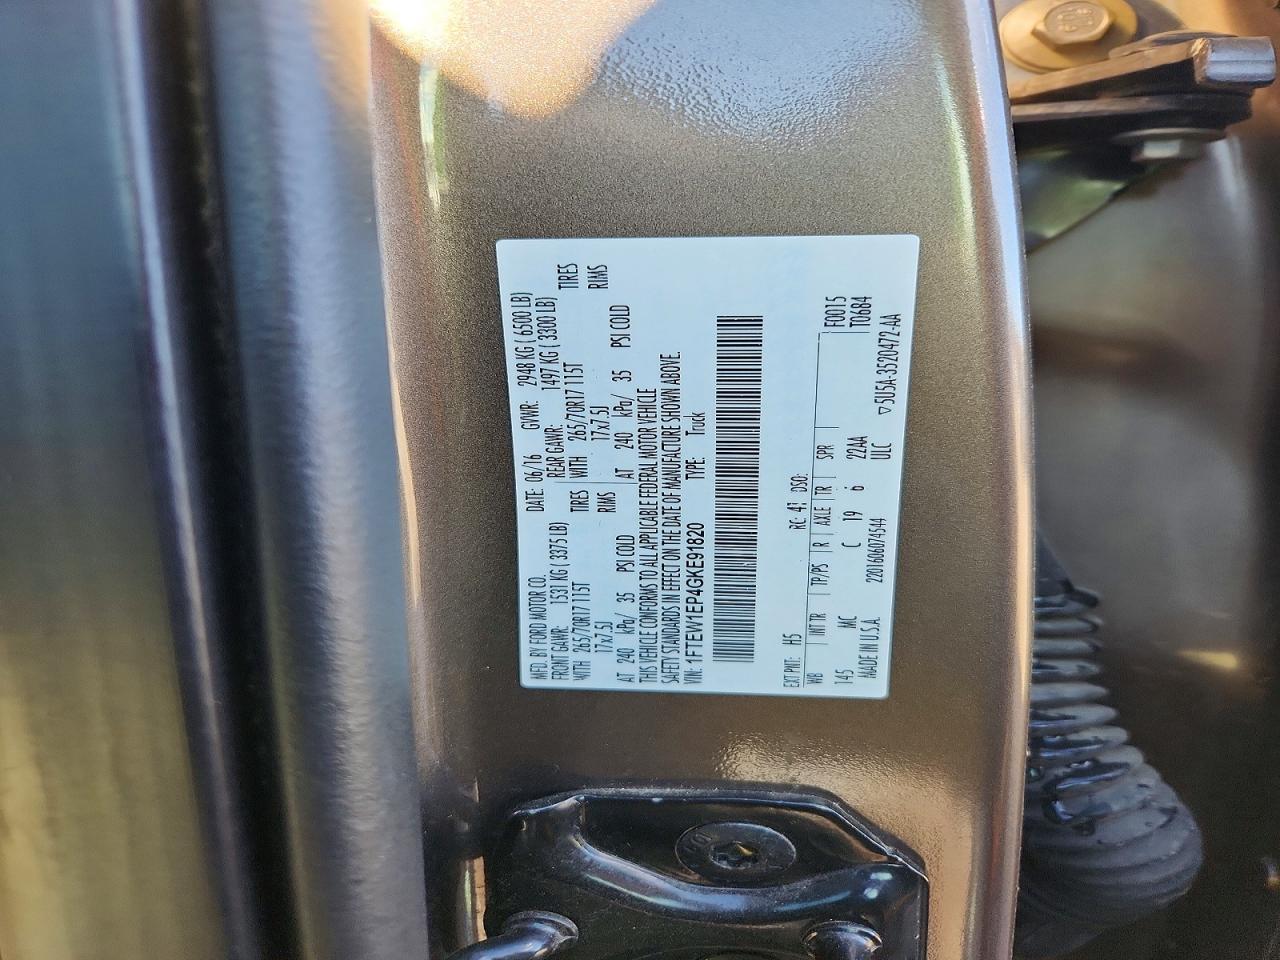 MFD. BY FORD MOTOR CO. DATE: 06/16 GVWR: 2948 KG ( 6500 LB)
FRONT GAWR: 1531 KG ( 3375 LB) REAR GAWR: 1497 KG ( 3300 LB)
WITH 265/70R17 115T TIRES WITH 265/70R17 115T TIRES
17x7.5J RIMS 17x7.5J RIMS
AT 240 kPa/ 35 PSI COLD AT 240 kPa/ 35 PSI COLD
THIS VEHICLE CONFORMS TO ALL APPLICABLE FEDERAL MOTOR VEHICLE
SAFETY STANDARDS IN EFFECT ON THE DATE OF MANUFACTURE SHOWN ABOVE.
VIN: 1FTEW1EP4GKE91820 TYPE: Truck
EXT PNT: H5 RC: 41 DSO: F0015
WB INT TR TP/PS R AXLE TR SPR T0684
145 MC C 19 6 22AA
MADE IN U.S.A. 2201606074544 ULC
▽5U5A-3520472-AA